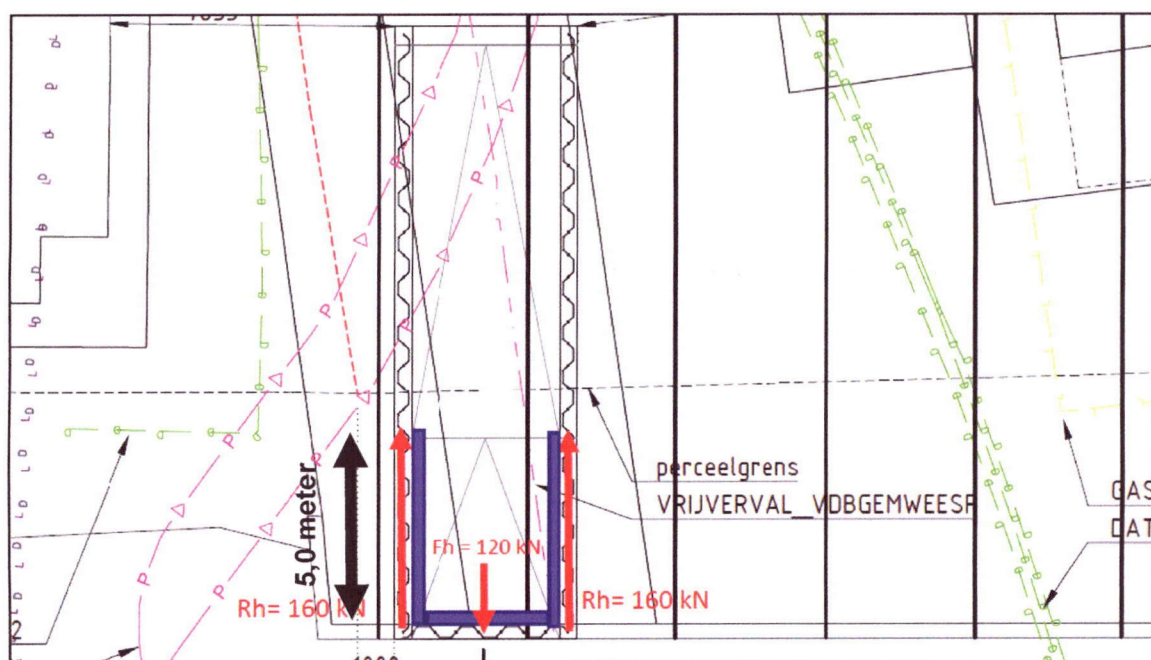 5,0 meter
Fh = 120 kN
Rh= 160 kN
Rh= 160 kN
perceelgrens
VRIJVERVAL_VDBGEMWEESP
GAS
DAT